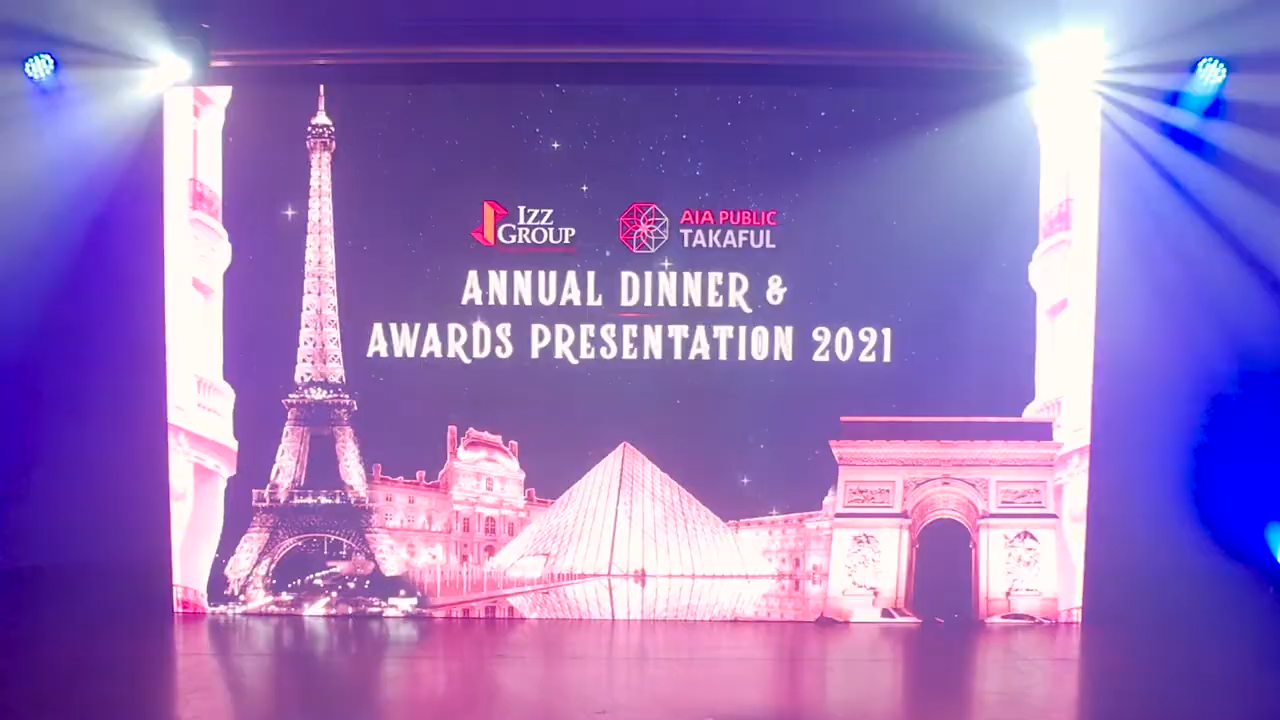 IZZ
GROUP
AIA PUBLIC
TAKAFUL
ANNUAL DINNER &
AWARDS PRESENTATION 2021